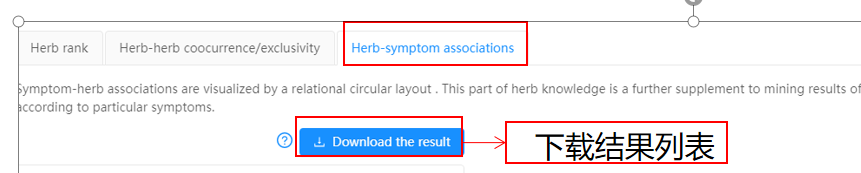 Herb rank
Herb-herb coocurrence/exclusivity
Herb-symptom associations
Symptom-herb associations are visualized by a relational circular layout . This part of herb knowledge is a further supplement to mining results of
according to particular symptoms.
Download the result
下载结果列表